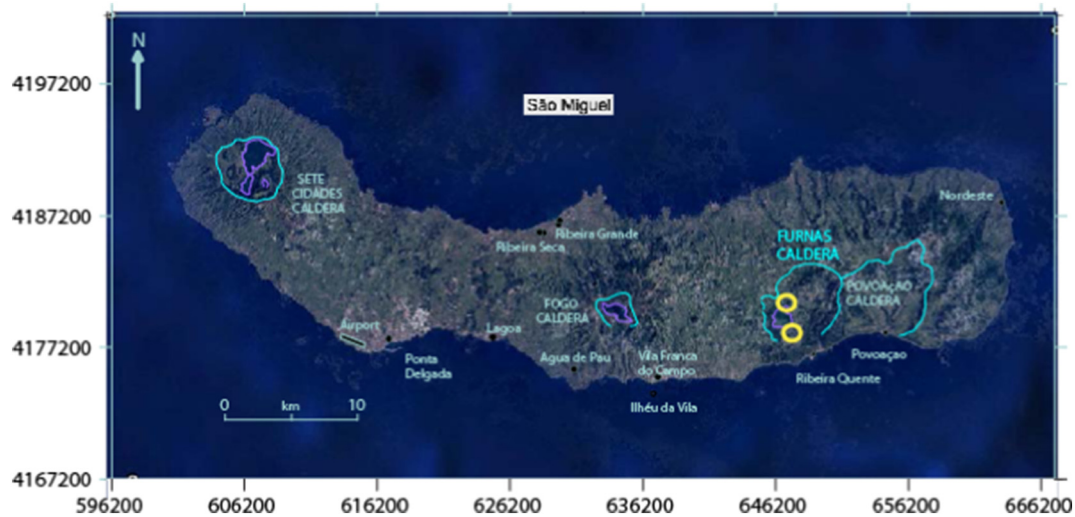 N
São Miguel
4197200
4187200
4177200
4167200
SETE
CIDADES
CALDERA
Ribeira Seca
Ribeira Grande
Nordeste
FURNAS
CALDERA
POVOAçÃO
CALDERA
FOGO
CALDERA
Airport
Ponta
Delgada
Lagoa
Agua de Pau
Vila Franca
do Campo
Ilhéu da Vila
Ribeira Quente
Povoaçao
0 km 10
596200 606200 616200 626200 636200 646200 656200 666200